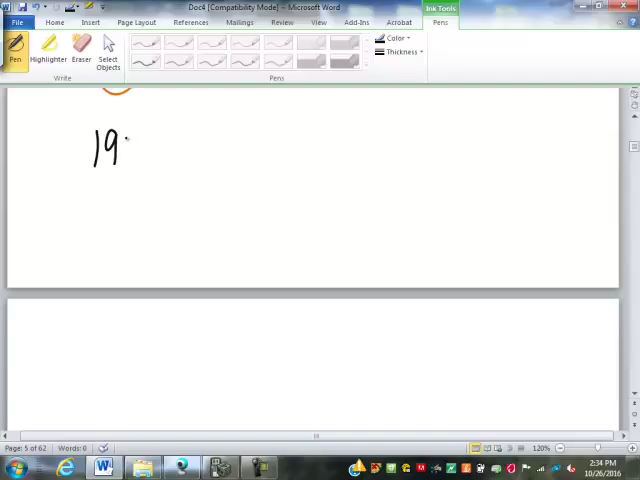 Doc4 [Compatibility Mode] - Microsoft Word
Ink Tools
File Home Insert Page Layout References Mailings Review View Add-Ins Acrobat Pens
Pen Highlighter Eraser Select Objects
Color
Thickness
Write Pens
19
Page: 5 of 62 Words: 0 120%
2:34 PM
10/26/2016